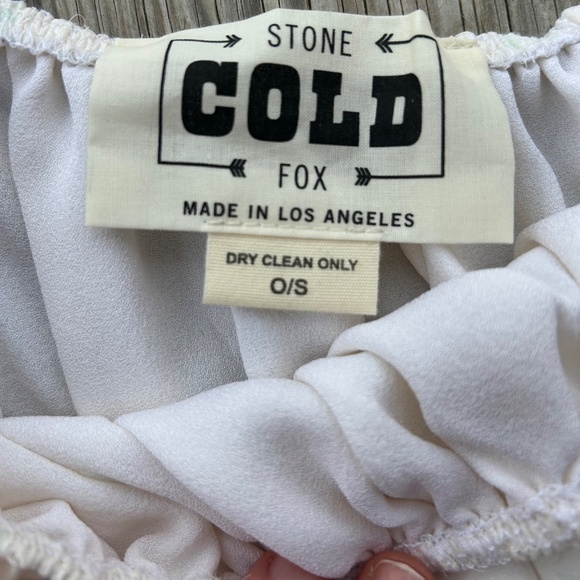 STONE
COLD
FOX
MADE IN LOS ANGELES
DRY CLEAN ONLY
O/S